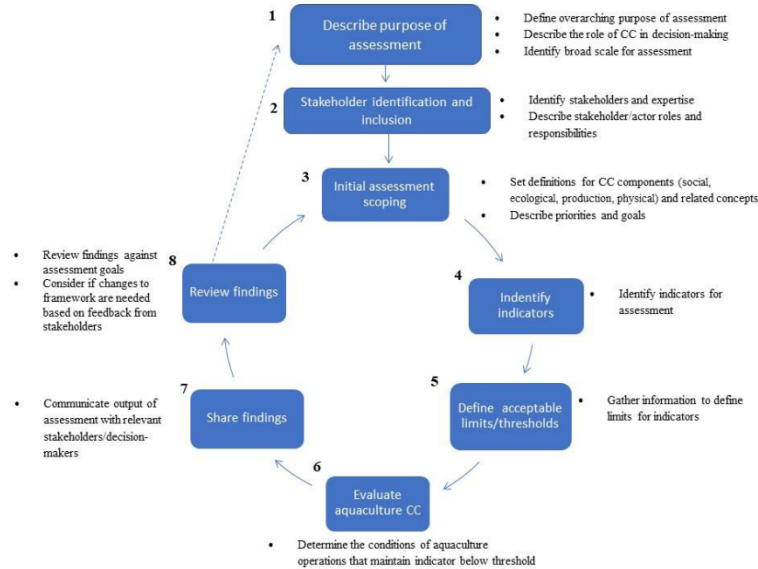 1
Describe purpose of
assessment
• Define overarching purpose of assessment
• Describe the role of CC in decision-making
• Identify broad scale for assessment
2
Stakeholder identification and
inclusion
• Identify stakeholders and expertise
• Describe stakeholder/actor roles and
responsibilities
3
Initial assessment
scoping
• Set definitions for CC components (social,
ecological, production, physical) and related concepts
• Describe priorities and goals
4
Indentify
indicators
• Identify indicators for
assessment
5
Define acceptable
limits/thresholds
• Gather information to define
limits for indicators
6
Evaluate
aquaculture CC
• Determine the conditions of aquaculture
operations that maintain indicator below threshold
7
Share findings
• Communicate output of
assessment with relevant
stakeholders/decision-
makers
8
Review findings
• Review findings against
assessment goals
• Consider if changes to
framework are needed
based on feedback from
stakeholders